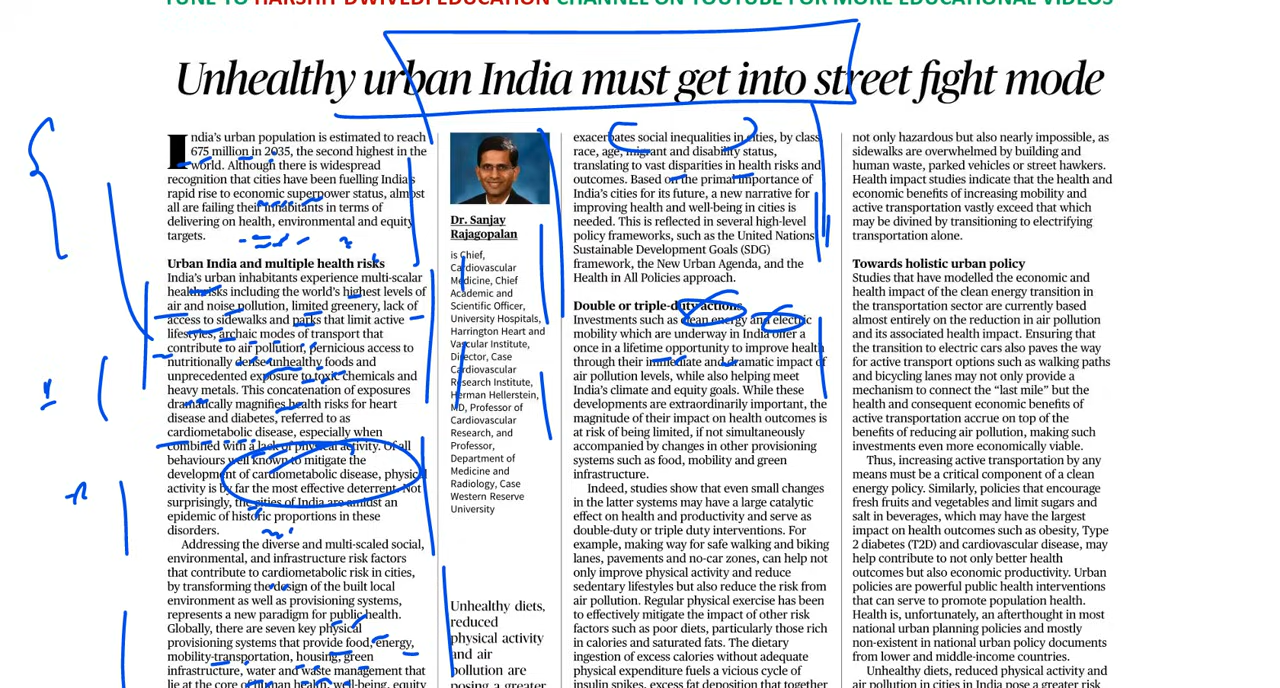 TUNE TO HARSHIT DWIVEDI EDUCATION CHANNEL ON YOUTUBE FOR MORE EDUCATIONAL VIDEOS
Unhealthy urban India must get into street fight mode
India's urban population is estimated to reach
675 million in 2035, the second highest in the
world. Although there is widespread
recognition that cities have been fuelling India's
rapid rise to economic superpower status, almost
all are failing their inhabitants in terms of
delivering on health, environmental and equity
targets.
Urban India and multiple health risks
India's urban inhabitants experience multi-scalar
health risks including the world's highest levels of
air and noise pollution, limited greenery, lack of
access to sidewalks and parks that limit active
lifestyles, archaic modes of transport that
contribute to air pollution, pernicious access to
nutritionally dense unhealthy foods and
unprecedented exposure to toxic chemicals and
heavy metals. This concatenation of exposures
dramatically magnifies health risks for heart
disease and diabetes, referred to as
cardiometabolic disease, especially when
combined with a lack of physical activity. Of all
behaviours well known to mitigate the
development of cardiometabolic disease, physical
activity is by far the most effective deterrent. Not
surprisingly, the cities of India are amidst an
epidemic of historic proportions in these
disorders.
Addressing the diverse and multi-scaled social,
environmental, and infrastructure risk factors
that contribute to cardiometabolic risk in cities,
by transforming the design of the built local
environment as well as provisioning systems,
represents a new paradigm for public health.
Globally, there are seven key physical
provisioning systems that provide food, energy,
mobility-transportation, housing, green
infrastructure, water and waste management that
lie at the core of human health, well-being, equity
Dr. Sanjay
Rajagopalan
is Chief,
Cardiovascular
Medicine, Chief
Academic and
Scientific Officer,
University Hospitals,
Harrington Heart and
Vascular Institute,
Director, Case
Cardiovascular
Research Institute,
Herman Hellerstein,
MD, Professor of
Cardiovascular
Research, and
Professor,
Department of
Medicine and
Radiology, Case
Western Reserve
University
Unhealthy diets,
reduced
physical activity
and air
pollution are
posing a greater
exacerbates social inequalities in cities, by class,
race, age, migrant and disability status,
translating to vast disparities in health risks and
outcomes. Based on the primal importance of
India's cities for its future, a new narrative for
improving health and well-being in cities is
needed. This is reflected in several high-level
policy frameworks, such as the United Nations
Sustainable Development Goals (SDG)
framework, the New Urban Agenda, and the
Health in All Policies approach.
Double or triple-duty actions
Investments such as clean energy and electric
mobility which are underway in India offer a
once in a lifetime opportunity to improve health
through their immediate and dramatic impact of
air pollution levels, while also helping meet
India's climate and equity goals. While these
developments are extraordinarily important, the
magnitude of their impact on health outcomes is
at risk of being limited, if not simultaneously
accompanied by changes in other provisioning
systems such as food, mobility and green
infrastructure.
Indeed, studies show that even small changes
in the latter systems may have a large catalytic
effect on health and productivity and serve as
double-duty or triple duty interventions. For
example, making way for safe walking and biking
lanes, pavements and no-car zones, can help not
only improve physical activity and reduce
sedentary lifestyles but also reduce the risk from
air pollution. Regular physical exercise has been
to effectively mitigate the impact of other risk
factors such as poor diets, particularly those rich
in calories and saturated fats. The dietary
ingestion of excess calories without adequate
physical expenditure fuels a vicious cycle of
insulin spikes, excess fat deposition that together
not only hazardous but also nearly impossible, as
sidewalks are overwhelmed by building and
human waste, parked vehicles or street hawkers.
Health impact studies indicate that the health and
economic benefits of increasing mobility and
active transportation vastly exceed that which
may be divined by transitioning to electrifying
transportation alone.
Towards holistic urban policy
Studies that have modelled the economic and
health impact of the clean energy transition in
the transportation sector are currently based
almost entirely on the reduction in air pollution
and its associated health impact. Ensuring that
the transition to electric cars also paves the way
for active transport options such as walking paths
and bicycling lanes may not only provide a
mechanism to connect the "last mile" but the
health and consequent economic benefits of
active transportation accrue on top of the
benefits of reducing air pollution, making such
investments even more economically viable.
Thus, increasing active transportation by any
means must be a critical component of a clean
energy policy. Similarly, policies that encourage
fresh fruits and vegetables and limit sugars and
salt in beverages, which may have the largest
impact on health outcomes such as obesity, Type
2 diabetes (T2D) and cardiovascular disease, may
help contribute to not only better health
outcomes but also economic productivity. Urban
policies are powerful public health interventions
that can serve to promote population health.
Health is, unfortunately, an afterthought in most
national urban planning policies and mostly
non-existent in national urban policy documents
from lower and middle-income countries.
Unhealthy diets, reduced physical activity and
air pollution in cities in India pose a greater risk